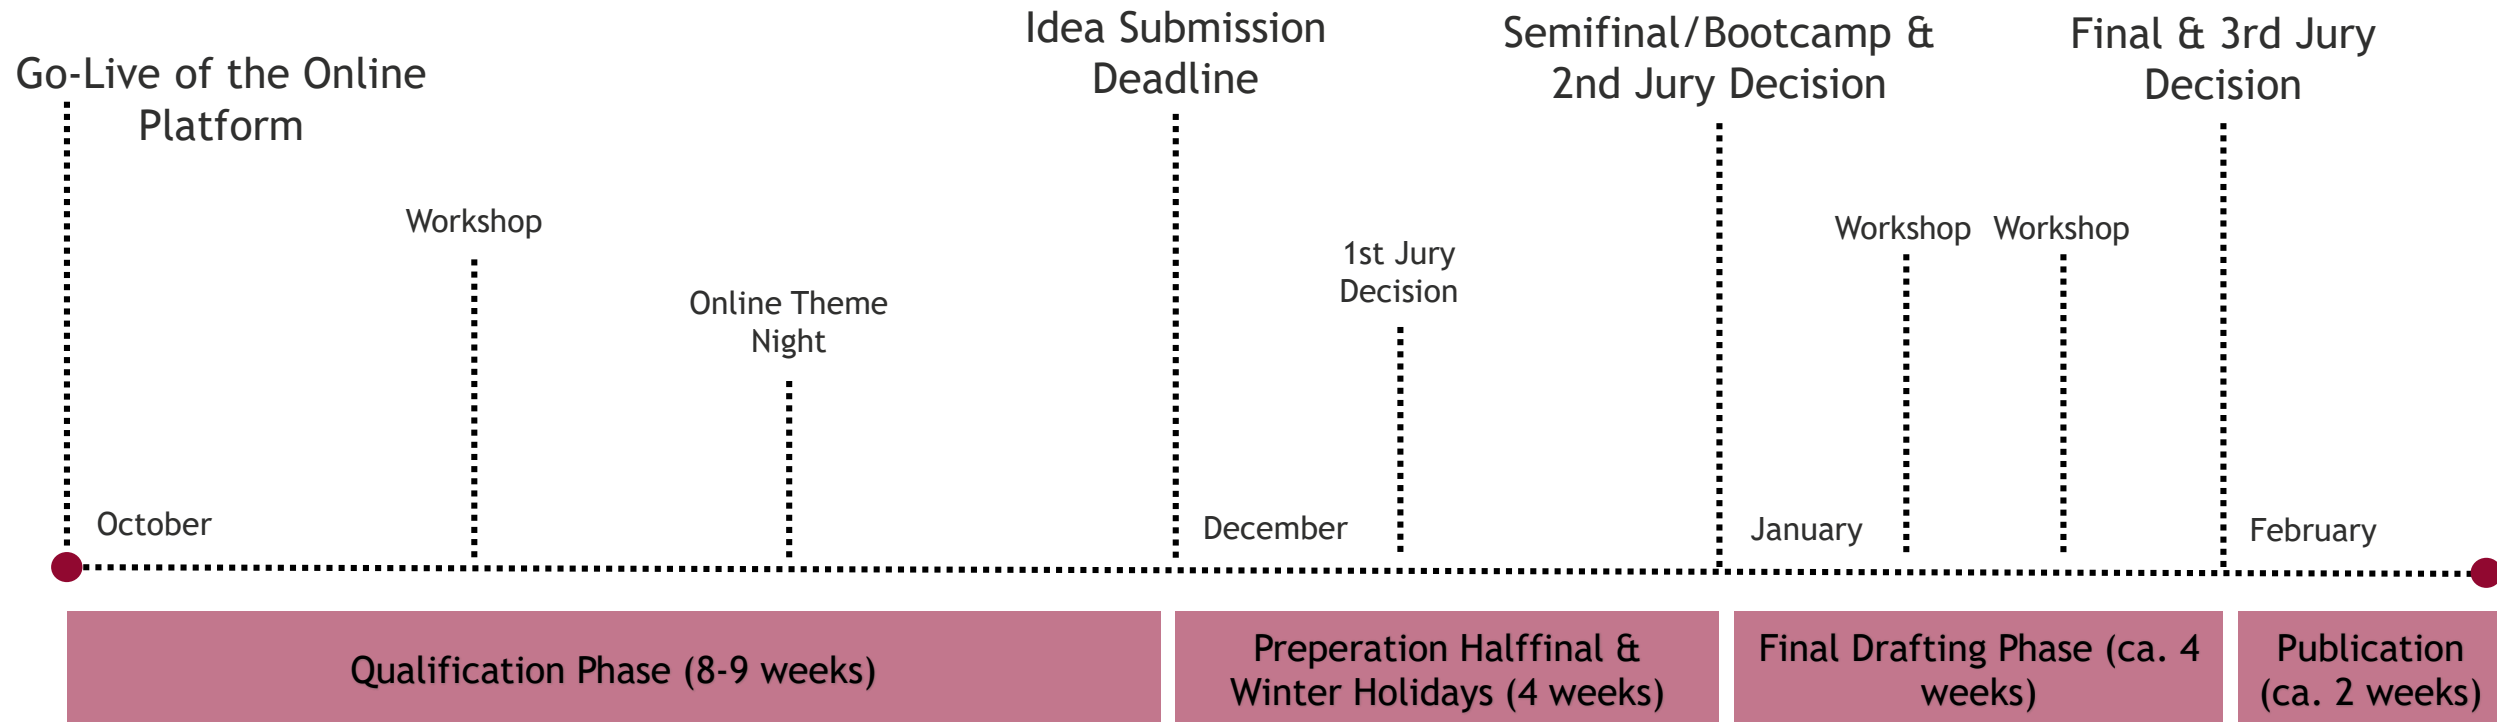 Go-Live of the Online
Platform
Idea Submission
Deadline
Semifinal/Bootcamp &
2nd Jury Decision
Final & 3rd Jury
Decision
Workshop
Online Theme
Night
1st Jury
Decision
Workshop
Workshop
October
December
January
February
Qualification Phase (8-9 weeks)
Preperation Halffinal &
Winter Holidays (4 weeks)
Final Drafting Phase (ca. 4
weeks)
Publication
(ca. 2 weeks)